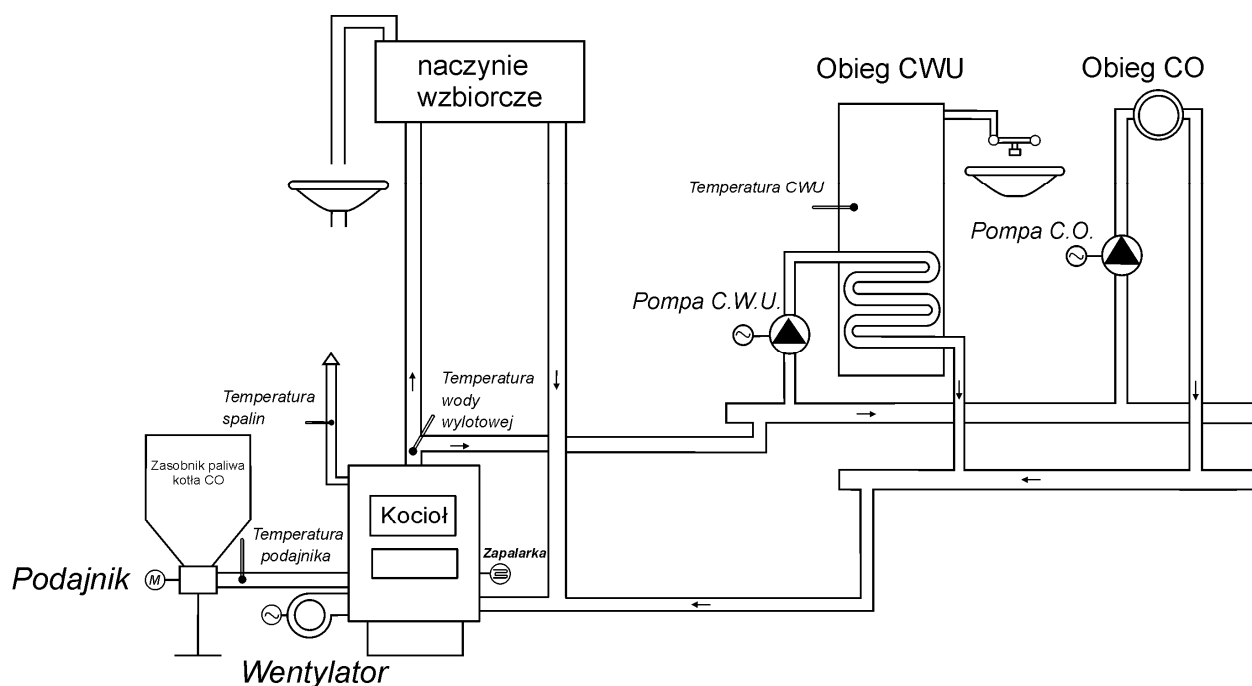 naczynie
wzbiorcze
Obieg CWU
Obieg CO
Temperatura CWU
Pompa C.O.
Pompa C.W.U.
Temperatura
wody
wylotowej
Temperatura
spalin
Zasobnik paliwa
kotła CO
Kocioł
Temperatura
podajnika
Zapalarka
Podajnik
M
Wentylator